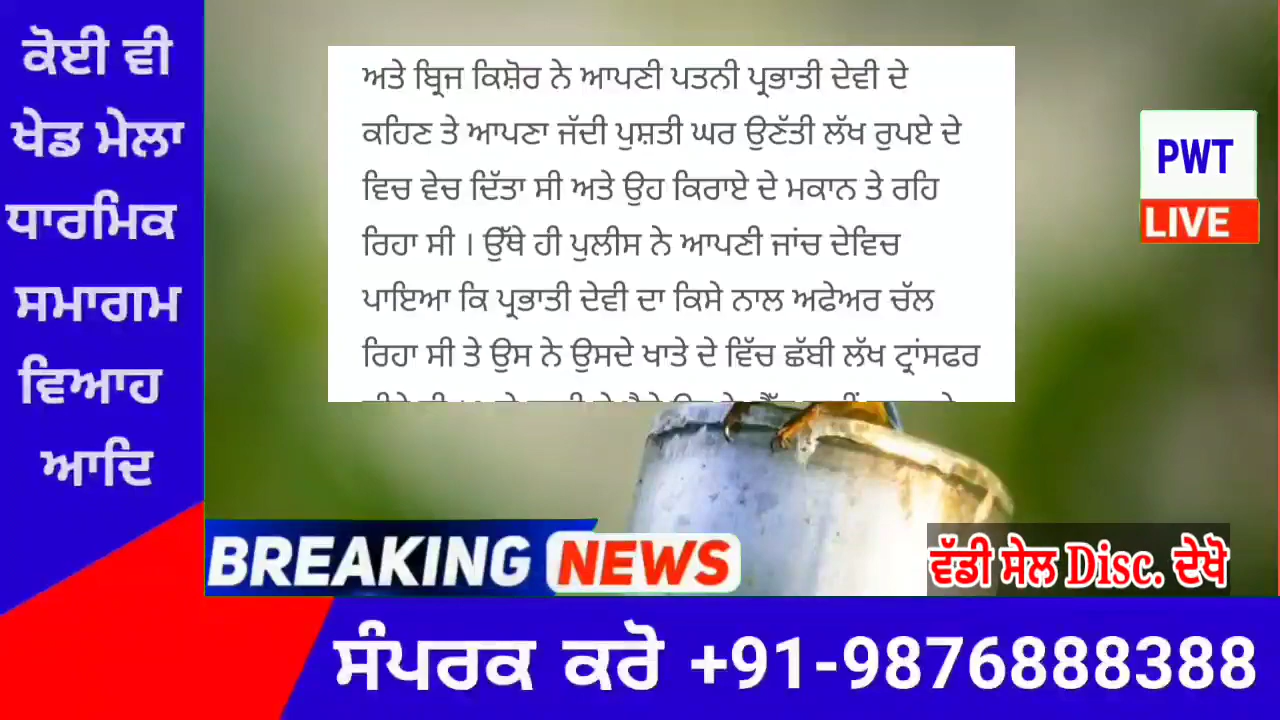 ਕੋਈ ਵੀ
ਖੇਡ ਮੇਲਾ
ਧਾਰਮਿਕ
ਸਮਾਗਮ
ਵਿਆਹ
ਆਦਿ
ਅਤੇ ਬ੍ਰਿਜ ਕਿਸ਼ੋਰ ਨੇ ਆਪਣੀ ਪਤਨੀ ਪ੍ਰਭਾਤੀ ਦੇਵੀ ਦੇ
ਕਹਿਣ ਤੇ ਆਪਣਾ ਜੱਦੀ ਪੁਸ਼ਤੀ ਘਰ ਉਣੱਤੀ ਲੱਖ ਰੁਪਏ ਦੇ
ਵਿਚ ਵੇਚ ਦਿੱਤਾ ਸੀ ਅਤੇ ਉਹ ਕਿਰਾਏ ਦੇ ਮਕਾਨ ਤੇ ਰਹਿ
ਰਿਹਾ ਸੀ । ਉੱਥੇ ਹੀ ਪੁਲੀਸ ਨੇ ਆਪਣੀ ਜਾਂਚ ਦੇਵਿਚ
ਪਾਇਆ ਕਿ ਪ੍ਰਭਾਤੀ ਦੇਵੀ ਦਾ ਕਿਸੇ ਨਾਲ ਅਫੇਅਰ ਚੱਲ
ਰਿਹਾ ਸੀ ਤੇ ਉਸ ਨੇ ਉਸਦੇ ਖਾਤੇ ਦੇ ਵਿੱਚ ਛੱਬੀ ਲੱਖ ਟ੍ਰਾਂਸਫਰ
PWT
LIVE
BREAKING NEWS
ਵੱਡੀ ਸੇਲ Disc. ਦੇਖੋ
ਸੰਪਰਕ ਕਰੋ +91-9876888388